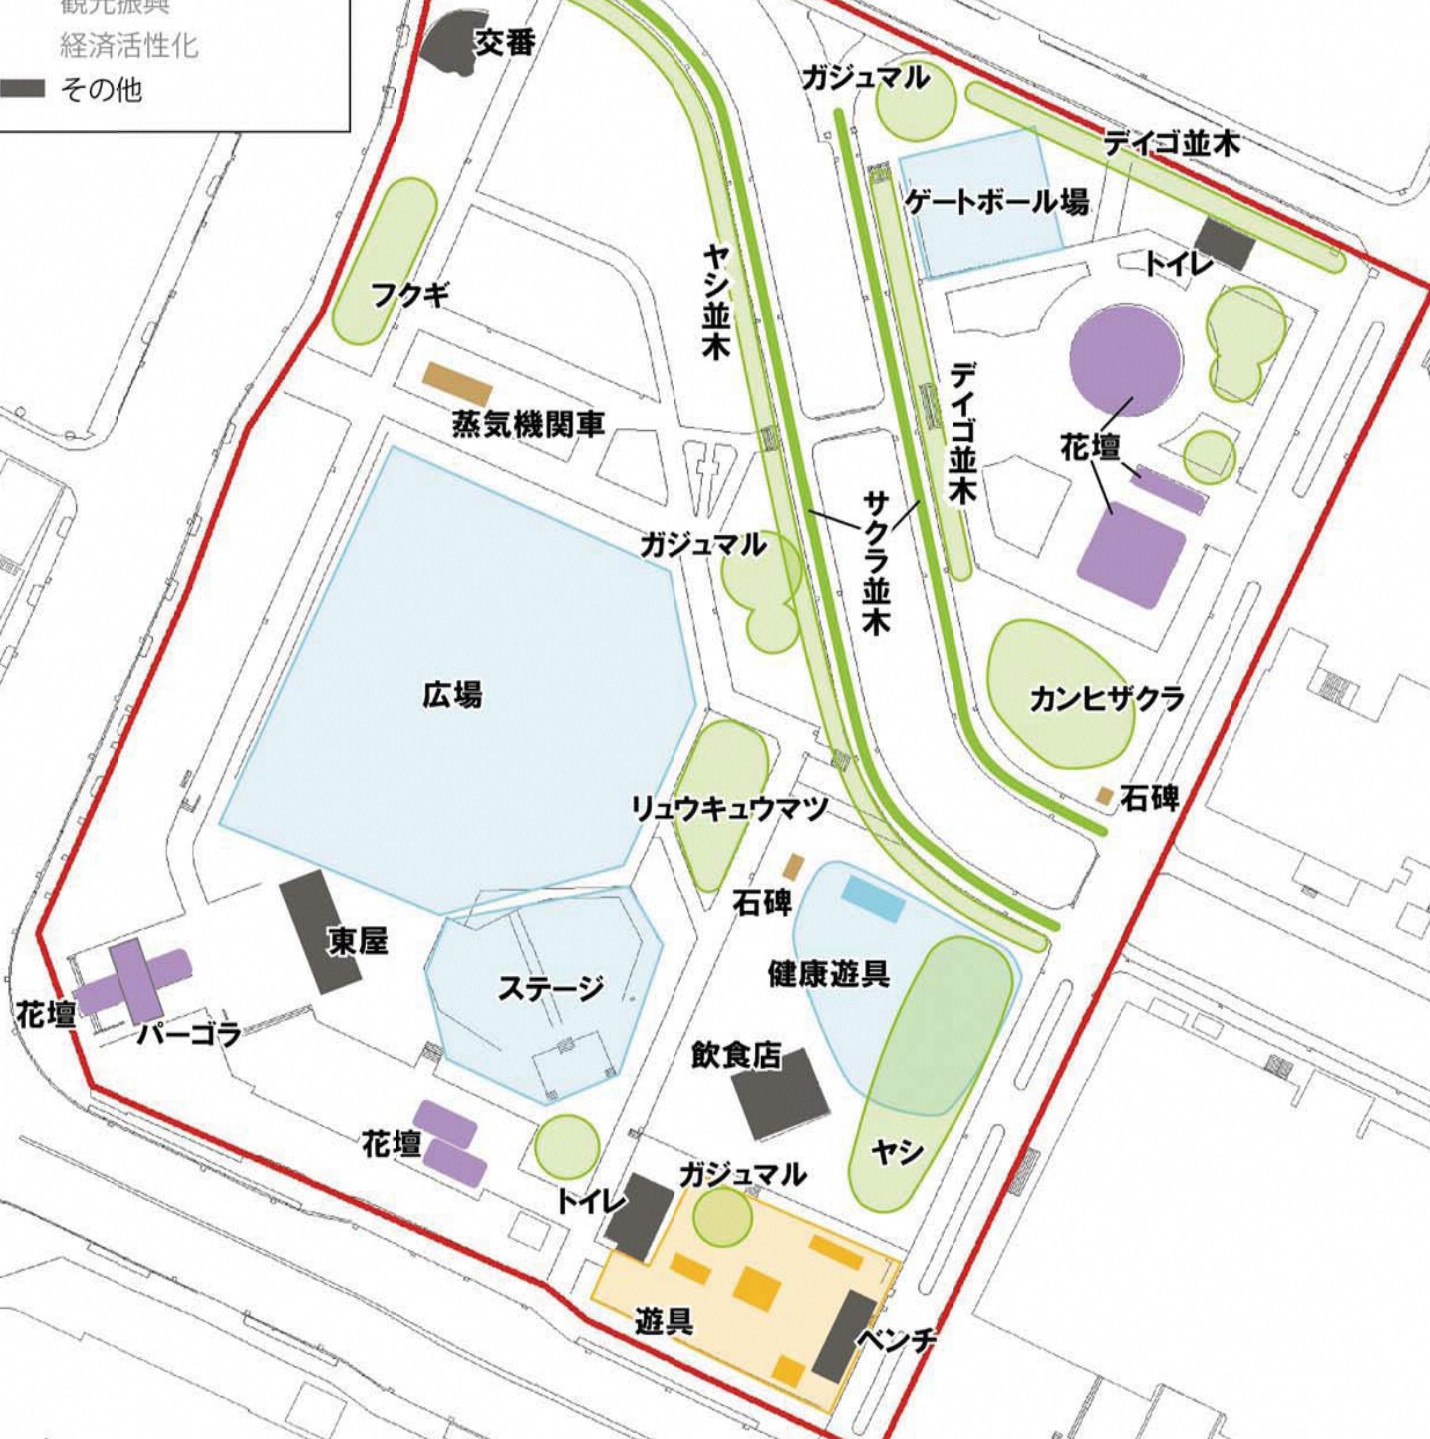 観光振興
経済活性化
その他
交番
ガジュマル
デイゴ並木
ゲートボール場
トイレ
フクギ
ヤシ並木
蒸気機関車
デイゴ並木
花壇
サクラ並木
ガジュマル
広場
カンヒザクラ
石碑
リュウキュウマツ
石碑
東屋
健康遊具
ステージ
花壇
パーゴラ
飲食店
花壇
ヤシ
ガジュマル
トイレ
遊具
ベンチ